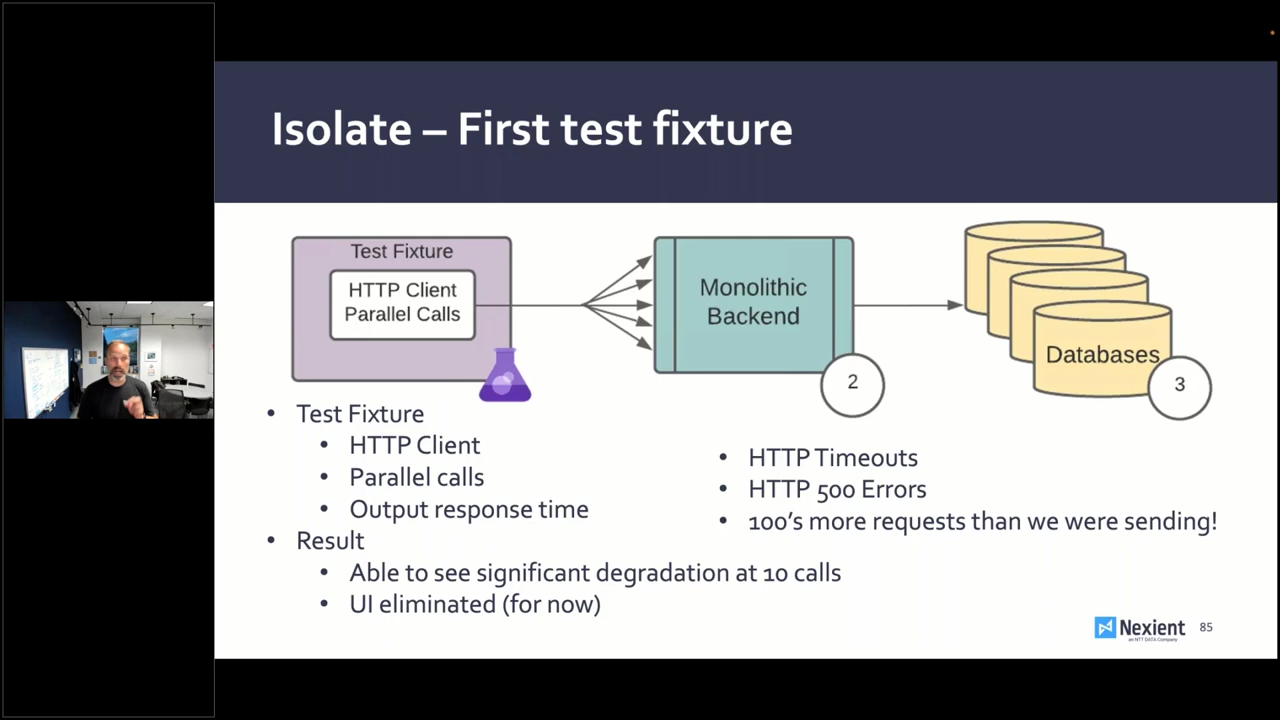 Isolate – First test fixture
Test Fixture
HTTP Client
Parallel Calls
Monolithic
Backend
2
Databases
3
• Test Fixture
• HTTP Client
• Parallel calls
• Output response time
• Result
• Able to see significant degradation at 10 calls
• UI eliminated (for now)
• HTTP Timeouts
• HTTP 500 Errors
• 100's more requests than we were sending!
Nexient
an NTT DATA Company
85